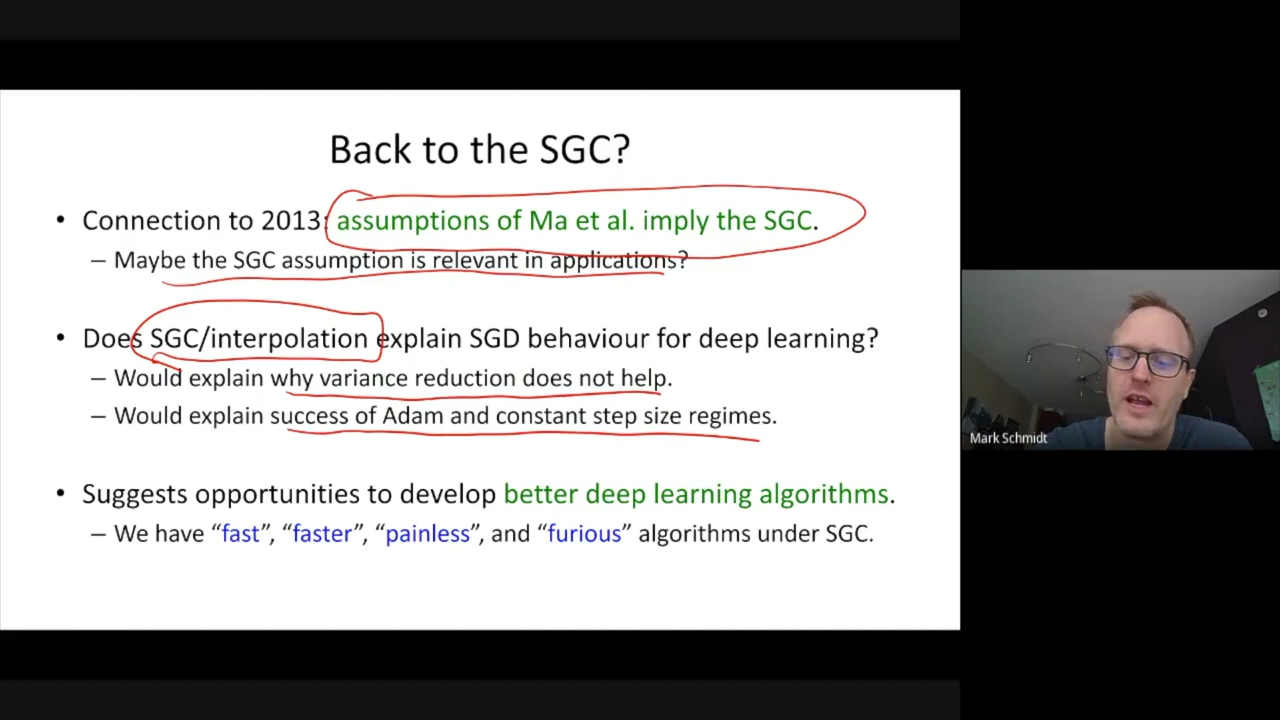 Back to the SGC?
• Connection to 2013: assumptions of Ma et al. imply the SGC.
– Maybe the SGC assumption is relevant in applications?
• Does SGC/interpolation explain SGD behaviour for deep learning?
– Would explain why variance reduction does not help.
– Would explain success of Adam and constant step size regimes.
• Suggests opportunities to develop better deep learning algorithms.
– We have “fast”, “faster”, “painless”, and “furious” algorithms under SGC.
Mark Schmidt